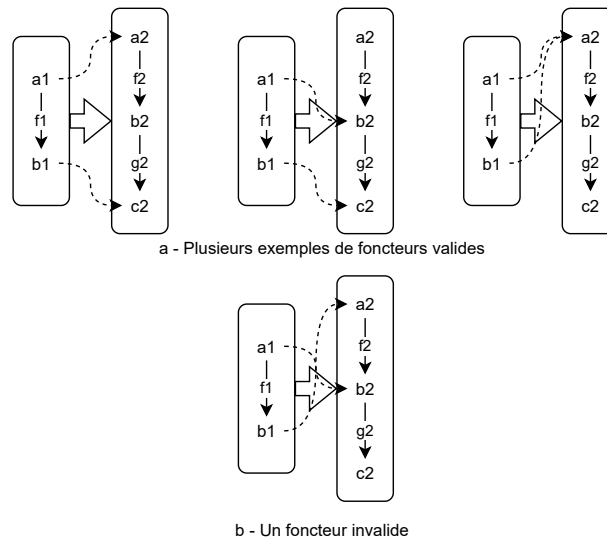 a1
f1
b1
a2
f2
b2
g2
c2
a1
f1
b1
a2
f2
b2
g2
c2
a1
f1
b1
a2
f2
b2
g2
c2
a - Plusieurs exemples de foncteurs valides
a1
f1
b1
a2
f2
b2
g2
c2
b - Un foncteur invalide